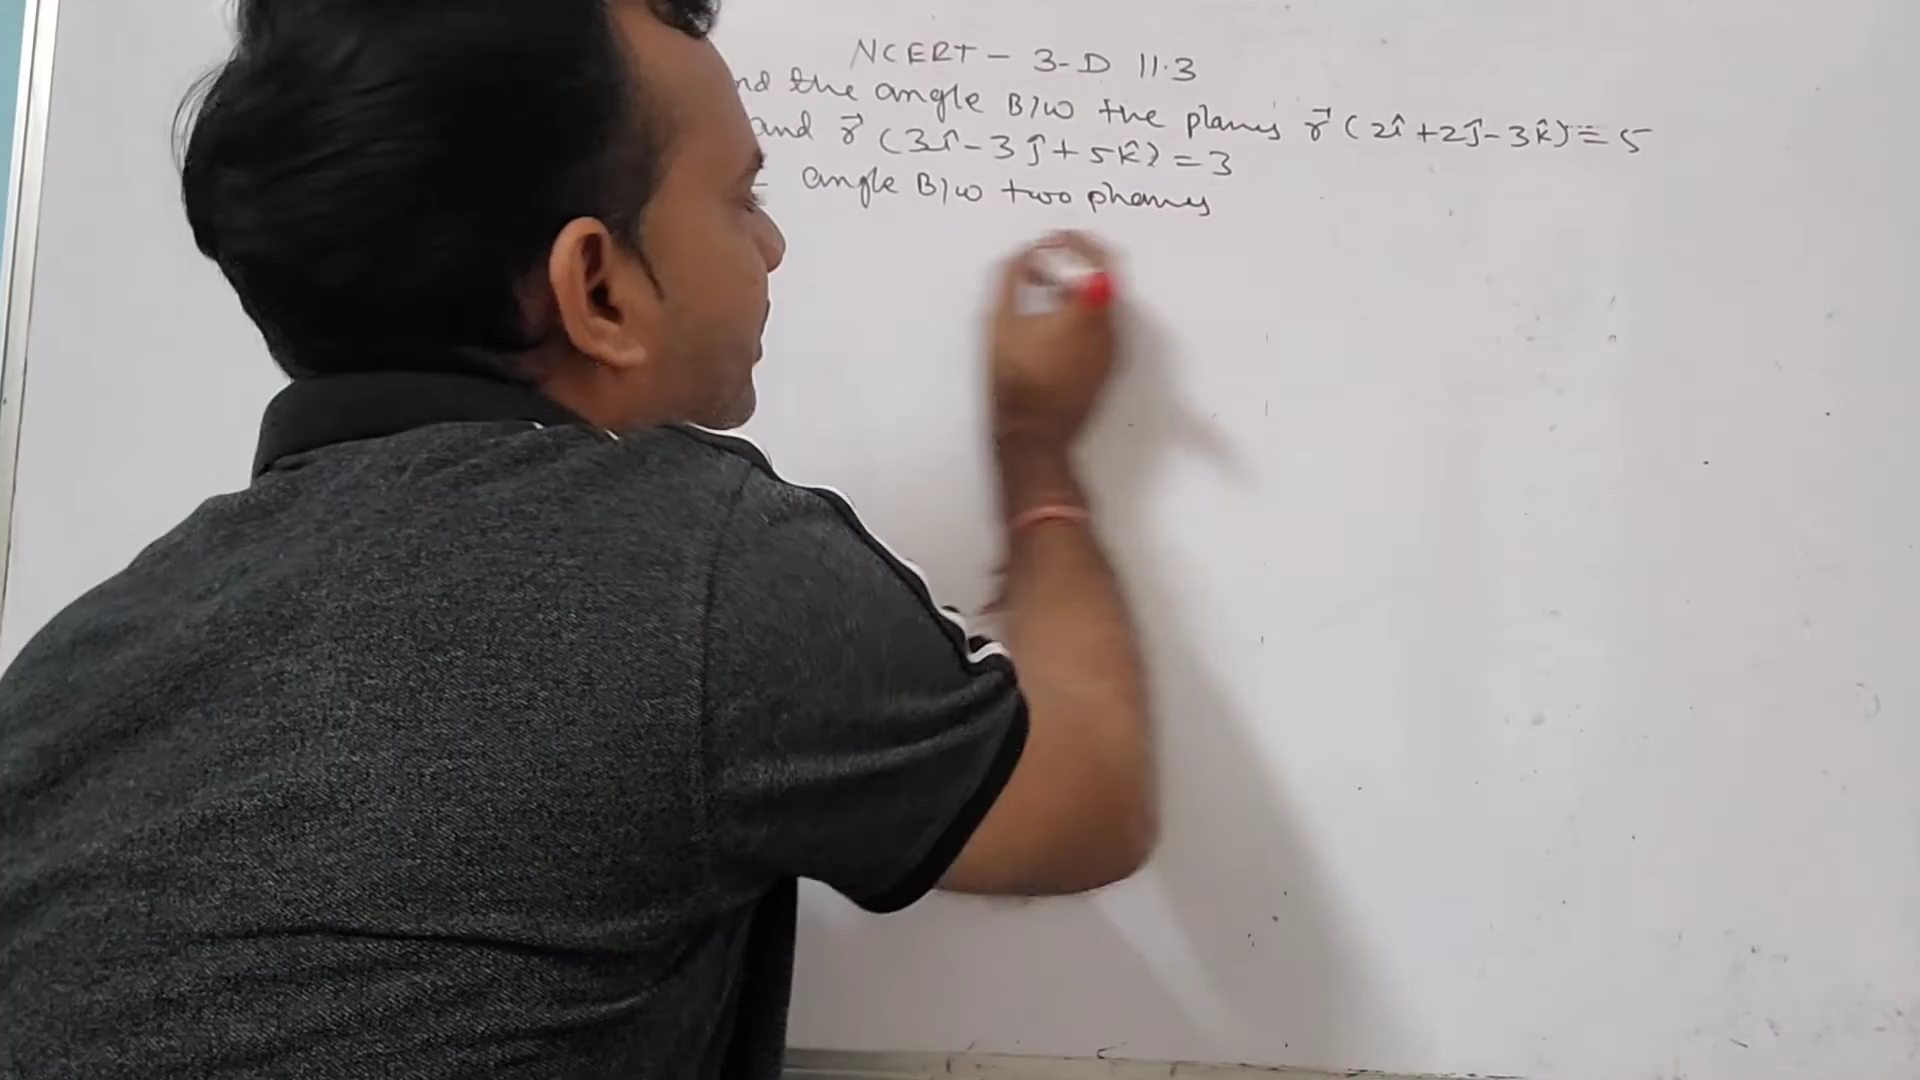 NCERT - 3-D 11.3
nd the angle B/w the planes r⃗ (2î+2ĵ-3k̂) = 5
and r⃗ (3î-3ĵ+5k̂) = 3
angle B/w two planes